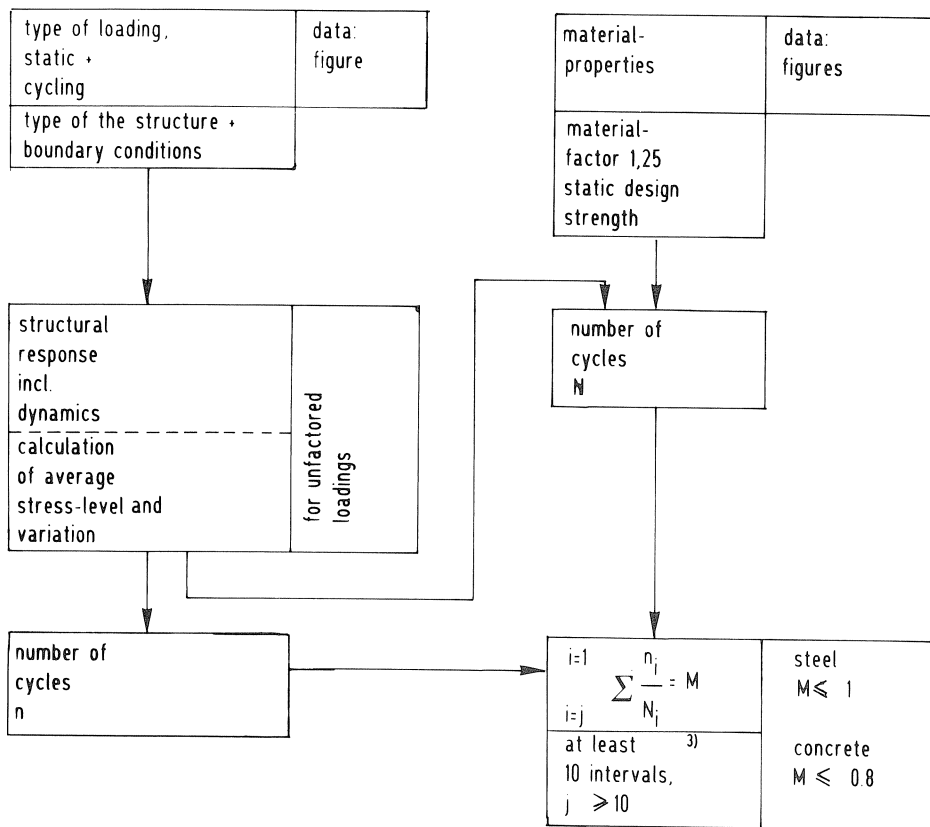 type of loading,
static +
cycling
data:
figure
type of the structure +
boundary conditions
material-
properties
data:
figures
material-
factor 1,25
static design
strength
structural
response
incl.
dynamics
calculation
of average
stress-level and
variation
for unfactored
loadings
number of
cycles
N
number of
cycles
n
i=1
∑ nj/Nj = M
i=j
at least 3)
10 intervals,
j ⩾ 10
steel
M ⩽ 1
concrete
M ⩽ 0.8